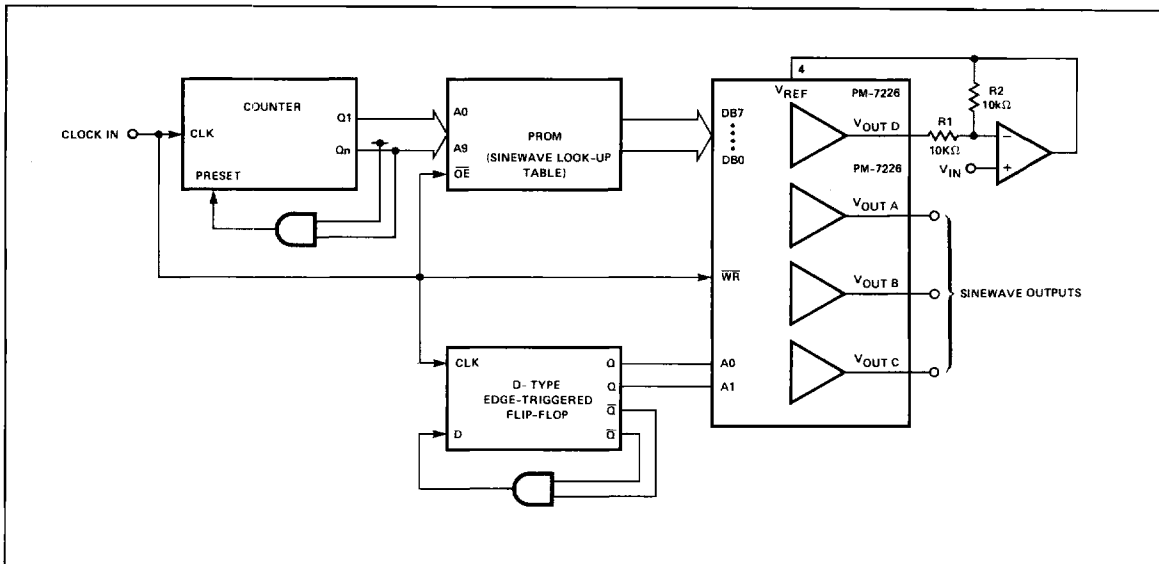 COUNTER
CLOCK IN
CLK
Q1
Qn
PRESET
A0
A9
OE
PROM
(SINEWAVE LOOK-UP
TABLE)
4
VREF
PM-7226
DB7
DB0
VOUT D
R1
10KΩ
R2
10kΩ
−
+
VIN
PM-7226
VOUT A
VOUT B
VOUT C
SINEWAVE OUTPUTS
WR
A0
A1
CLK
D-TYPE
EDGE-TRIGGERED
FLIP-FLOP
D
Q
Q
Q
Q